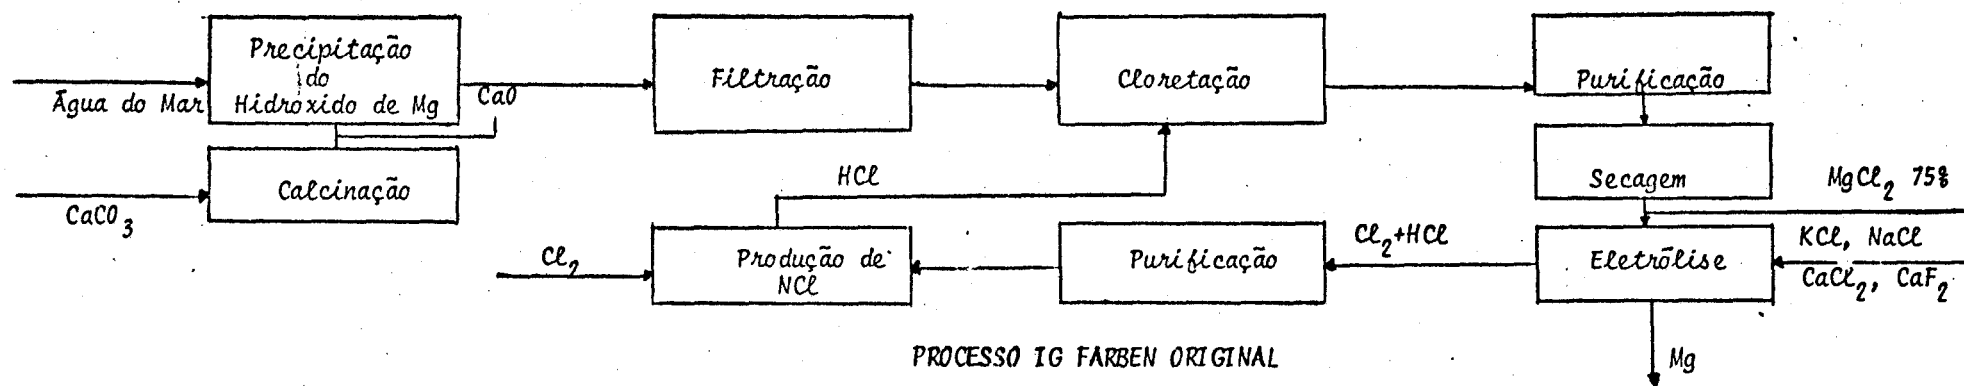 Precipitação
do
Hidróxido de Mg
Água do Mar
CaO
Filtração
Cloretação
Purificação
Calcinação
CaCO3
HCl
Secagem
MgCl2 75%
Cl2
Produção de
NCl
Purificação
Cl2+HCl
Eletrólise
KCl, NaCl
CaCl2, CaF2
Mg
PROCESSO IG FARBEN ORIGINAL